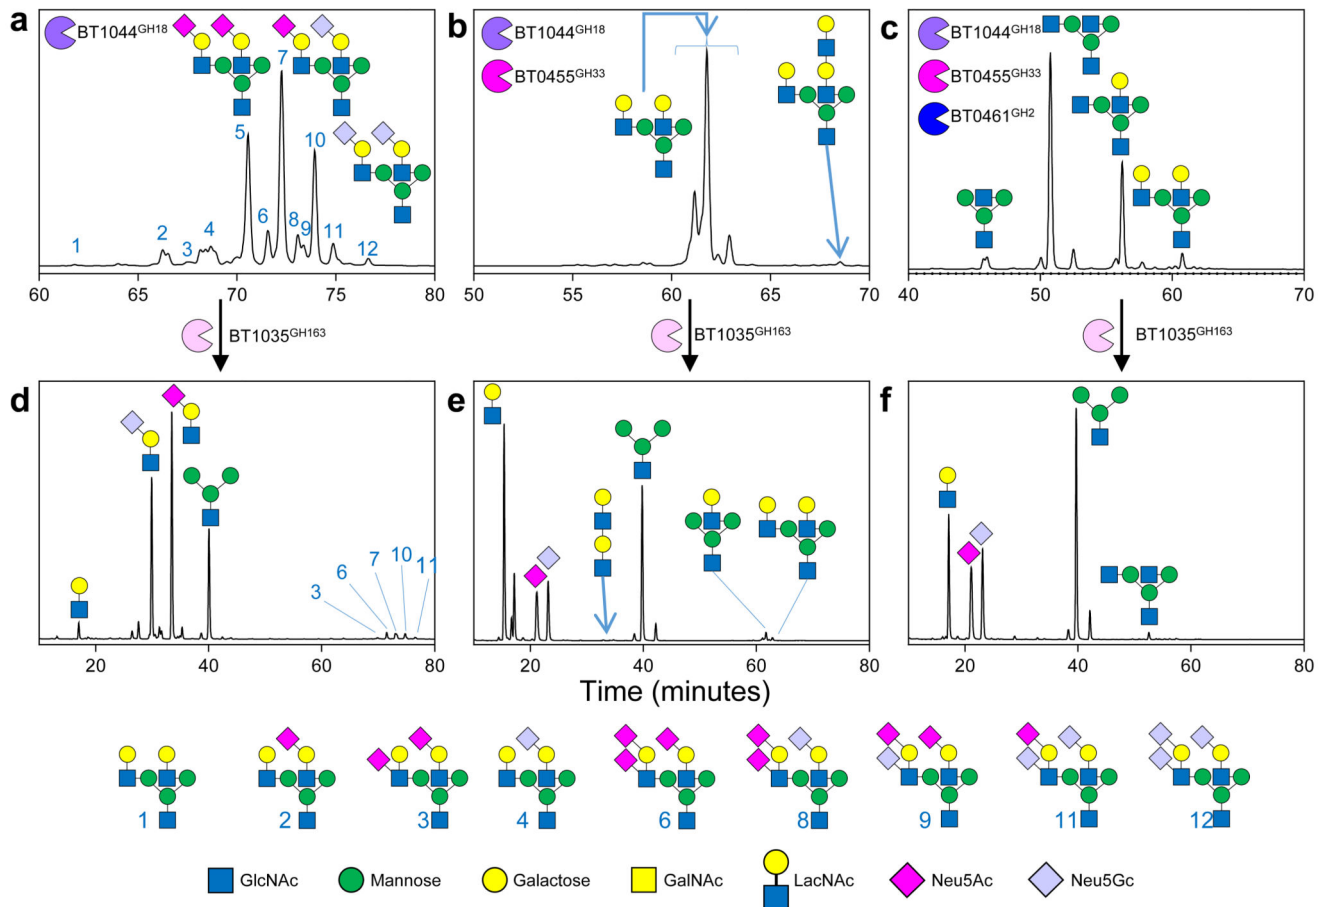 a
BT1044GH18
5
7
10
1
2
3
4
6
8
9
11
12
60
70
80
b
BT1044GH18
BT0455GH33
50
55
60
65
70
c
BT1044GH18
BT0455GH33
BT0461GH2
40
50
60
70
BT1035GH163
BT1035GH163
BT1035GH163
d
3
6
7
10
11
20
40
60
80
e
20
40
60
80
f
20
40
60
80
Time (minutes)
1
2
3
4
6
8
9
11
12
GlcNAc
Mannose
Galactose
GalNAc
LacNAc
Neu5Ac
Neu5Gc